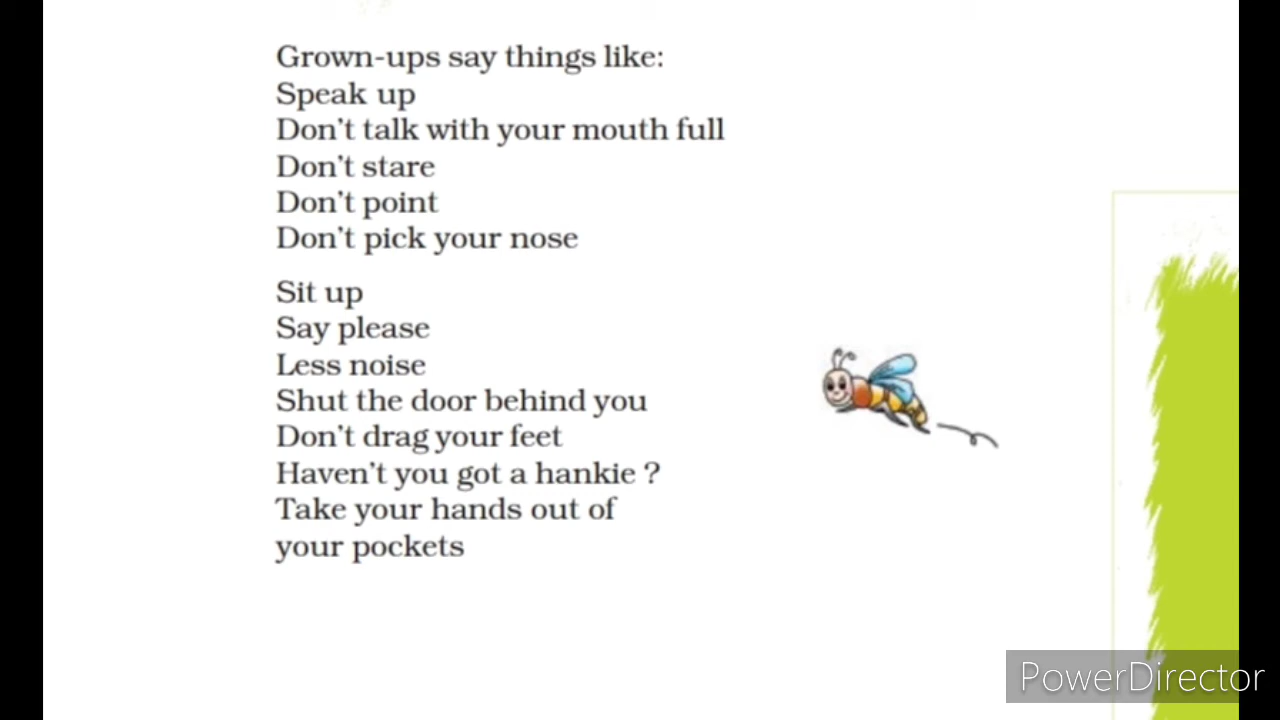 Grown-ups say things like:
Speak up
Don't talk with your mouth full
Don't stare
Don't point
Don't pick your nose
Sit up
Say please
Less noise
Shut the door behind you
Don't drag your feet
Haven't you got a hankie ?
Take your hands out of
your pockets
PowerDirector